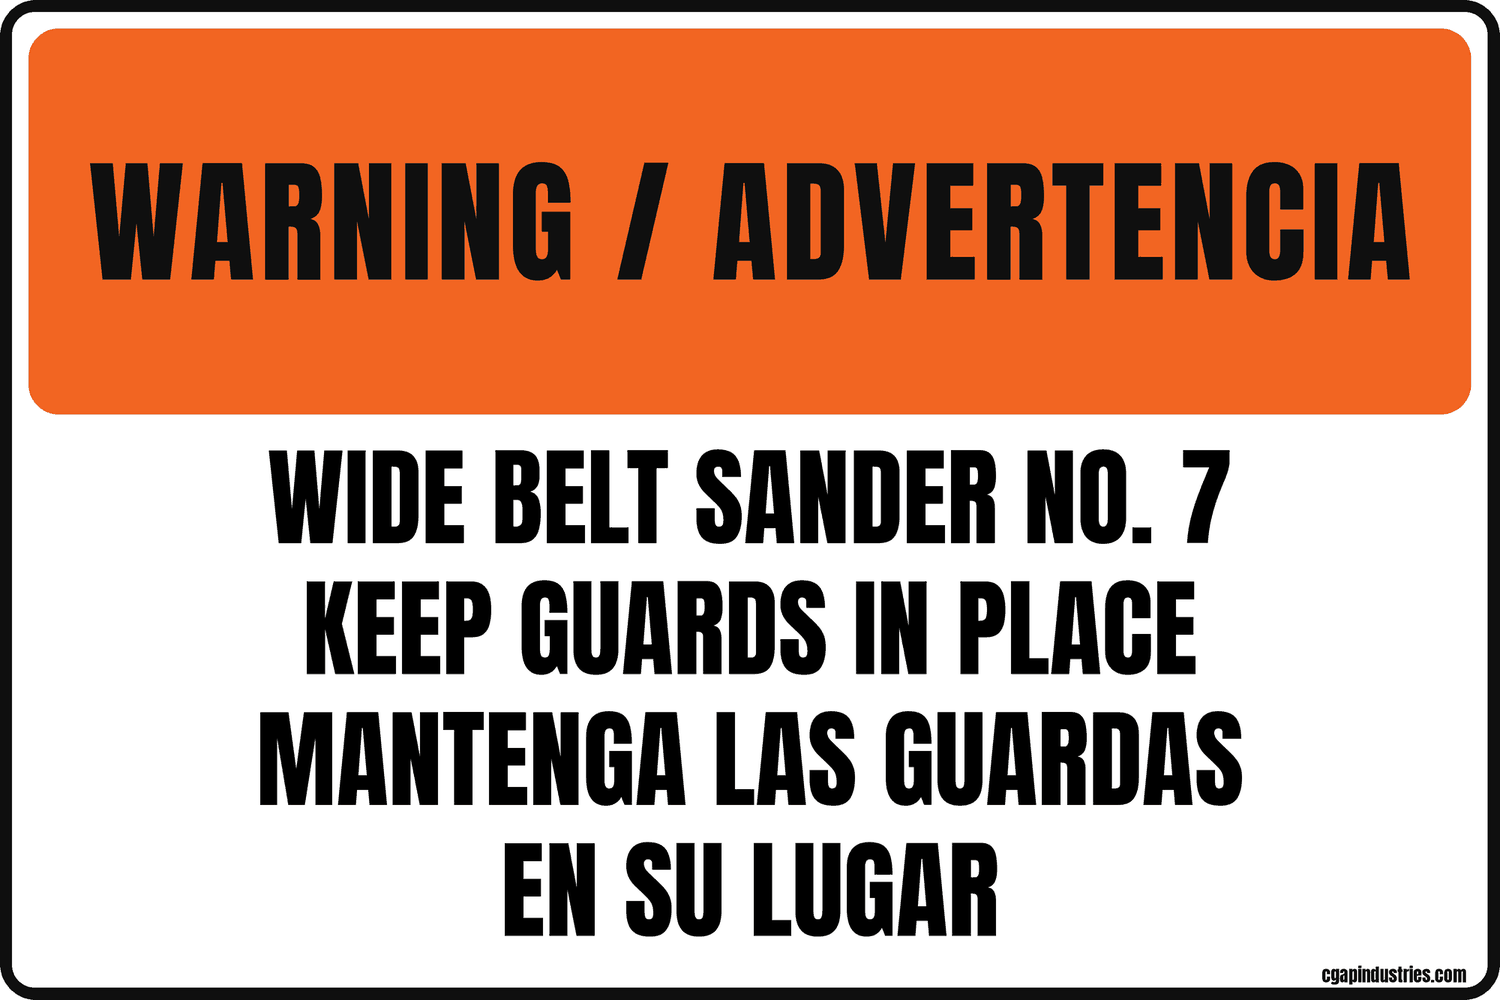 WARNING / ADVERTENCIA
WIDE BELT SANDER NO. 7
KEEP GUARDS IN PLACE
MANTENGA LAS GUARDAS
EN SU LUGAR
cgapindustries.com